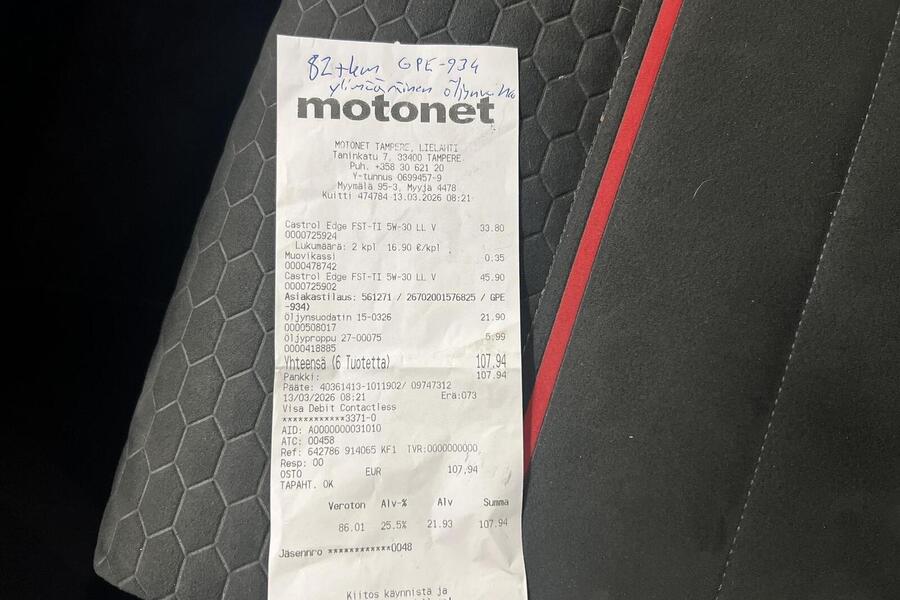 82tkm GPE-934
ylimääräinen öljynvaihto
motonet
MOTONET TAMPERE, LIELAHTI
Taninkatu 7, 33400 TAMPERE
Puh. +358 30 621 20
Y-tunnus 0699457-9
Myymälä 95-3, Myyjä 4478
Kuitti 474784 13.03.2026 08:21
Castrol Edge FST-TI 5W-30 LL V 33.80
0000725924
Lukumäärä: 2 kpl 16.90 €/kpl
Muovikassi 0.35
0000478742
Castrol Edge FST-TI 5W-30 LL V 45.90
0000725902
Asiakastilaus: 561271 / 26702001576825 / GPE
-934)
Öljynsuodatin 15-0326 21.90
0000508017
Öljyproppu 27-00075 5.99
0000418885
Yhteensä (6 Tuotetta) 107.94
Pankki: 107.94
Pääte: 40361413-1011902/ 09747312
13/03/2026 08:21 Erä:073
Visa Debit Contactless
************3371-0
AID: A0000000031010
ATC: 00458
Ref: 642786 914065 KF1 TVR:0000000000
Resp: 00
OSTO EUR 107,94
TAPAHT. OK
Veroton Alv-% Alv Summa
86.01 25.5% 21.93 107.94
Jäsennro ************0048
Kiitos käynnistä ja